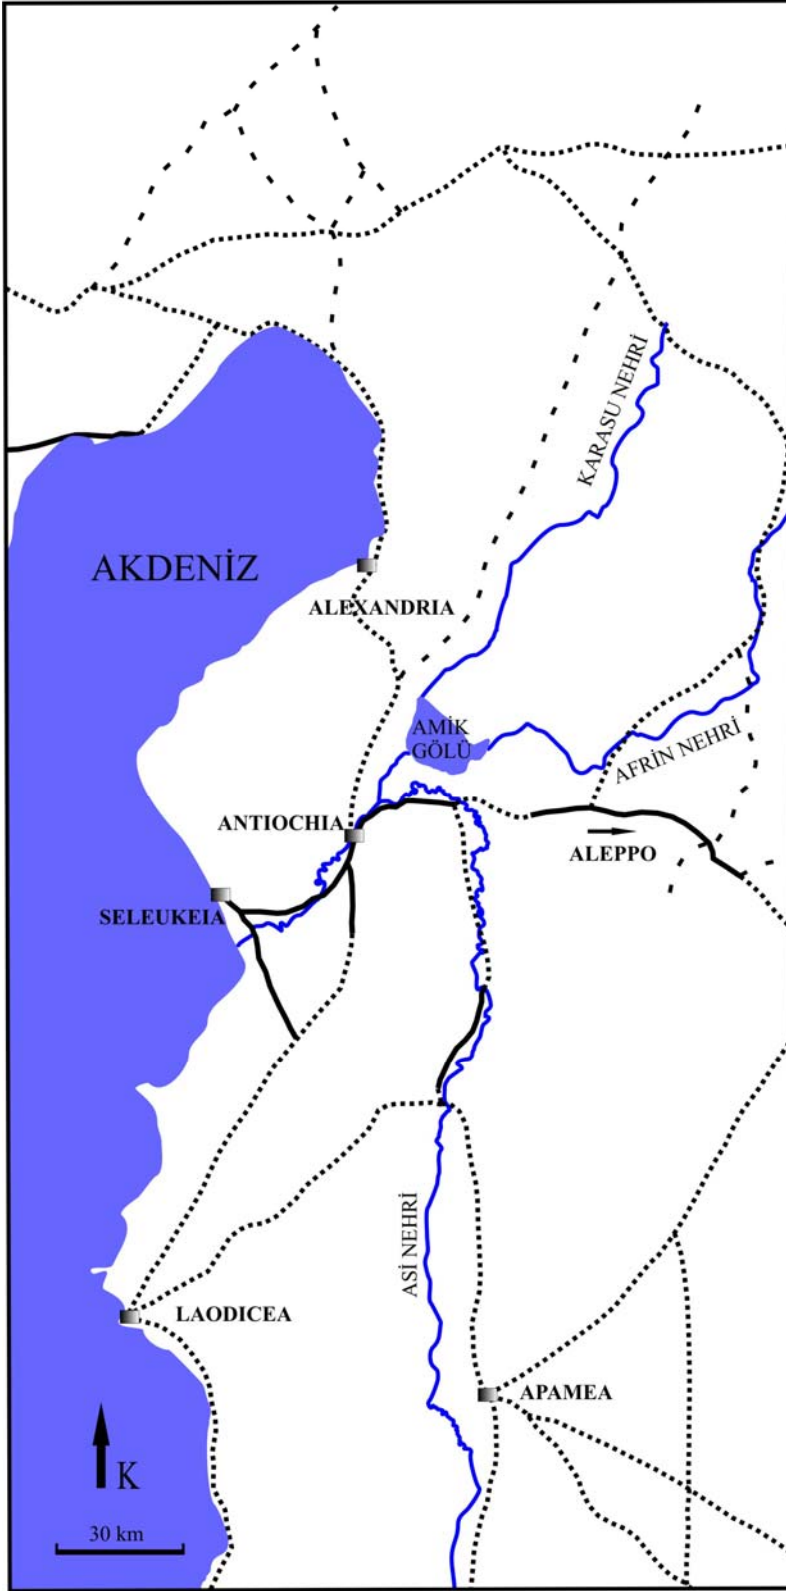 KARASU NEHRİ
AKDENİZ
ALEXANDRIA
AMİK
GÖLÜ
AFRİN NEHRİ
ANTIOCHIA
ALEPPO
SELEUKEIA
ASİ NEHRİ
LAODICEA
APAMEA
K
30 km